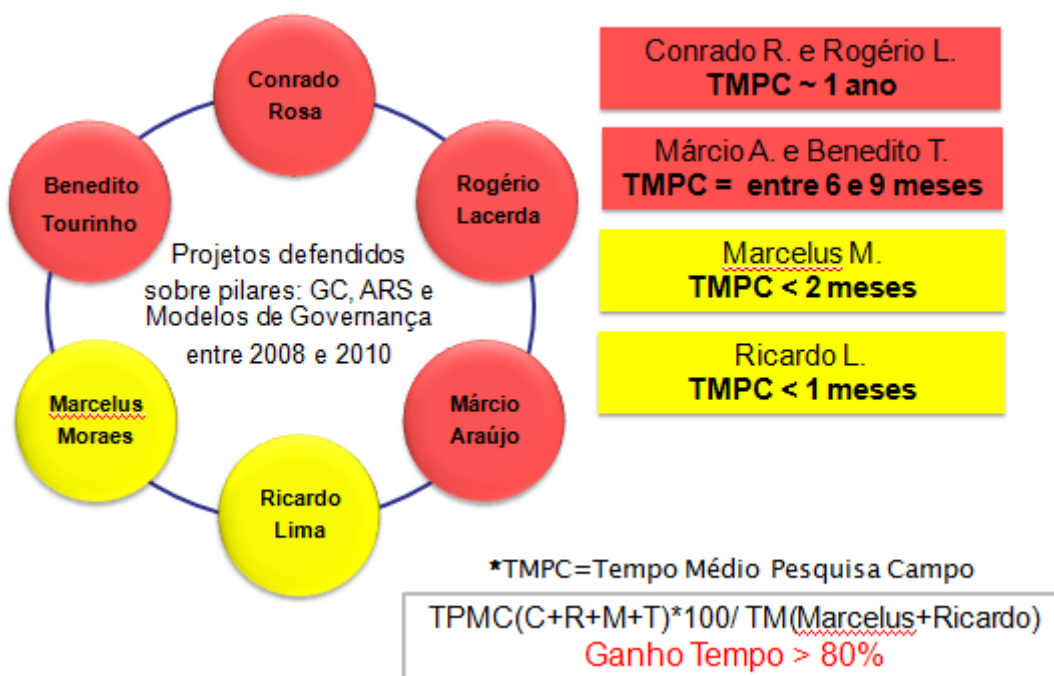 Conrado
Rosa
Rogério
Lacerda
Márcio
Araújo
Ricardo
Lima
Marcelus
Moraes
Benedito
Tourinho
Projetos defendidos
sobre pilares: GC, ARS e
Modelos de Governança
entre 2008 e 2010
Conrado R. e Rogério L.
TMPC ~ 1 ano
Márcio A. e Benedito T.
TMPC = entre 6 e 9 meses
Marcelus M.
TMPC < 2 meses
Ricardo L.
TMPC < 1 meses
*TMPC=Tempo Médio Pesquisa Campo
TPMC(C+R+M+T)*100/ TM(Marcelus+Ricardo)
Ganho Tempo > 80%